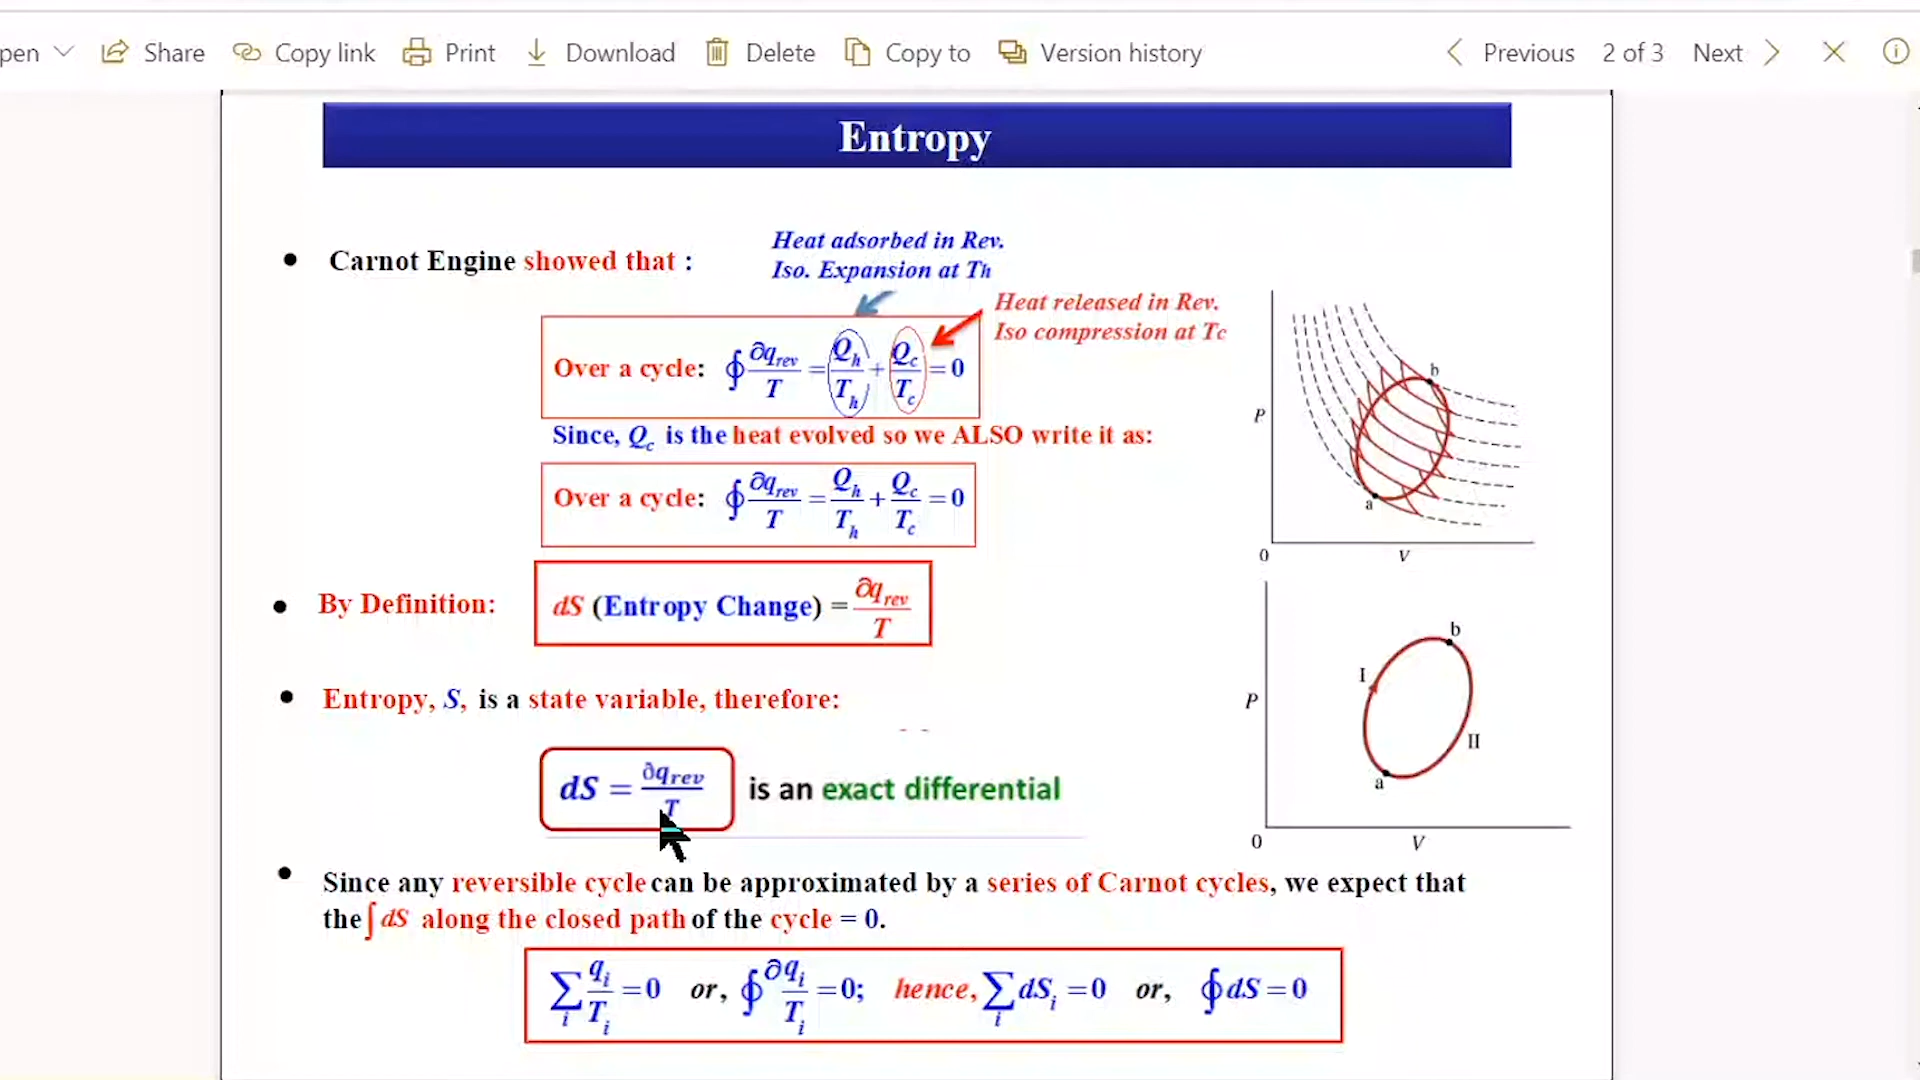 pen Share Copy link Print Download Delete Copy to Version history Previous 2 of 3 Next
Entropy
• Carnot Engine showed that :
Heat adsorbed in Rev.
Iso. Expansion at Th
Heat released in Rev.
Iso compression at Tc
Over a cycle: ∮ ∂q_rev/T = Q_h/T_h + Q_c/T_c = 0
Since, Q_c is the heat evolved so we ALSO write it as:
Over a cycle: ∮ ∂q_rev/T = Q_h/T_h + Q_c/T_c = 0
• By Definition: dS (Entropy Change) = ∂q_rev/T
• Entropy, S, is a state variable, therefore:
dS = ∂q_rev/T is an exact differential
• Since any reversible cycle can be approximated by a series of Carnot cycles, we expect that
the ∫ dS along the closed path of the cycle = 0.
∑_i q_i/T_i = 0 or, ∮ ∂q_i/T_i = 0; hence, ∑_i dS_i = 0 or, ∮ dS = 0
b
P
a
0 V
b
I
P
II
a
0 V